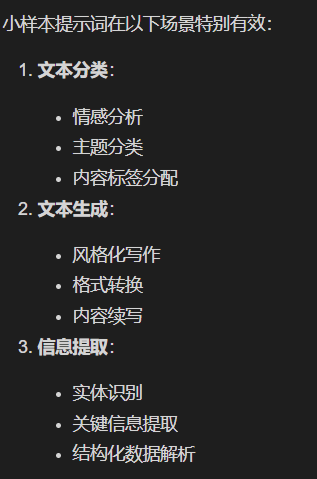 小样本提示词在以下场景特别有效：
1. 文本分类：
• 情感分析
• 主题分类
• 内容标签分配
2. 文本生成：
• 风格化写作
• 格式转换
• 内容续写
3. 信息提取：
• 实体识别
• 关键信息提取
• 结构化数据解析